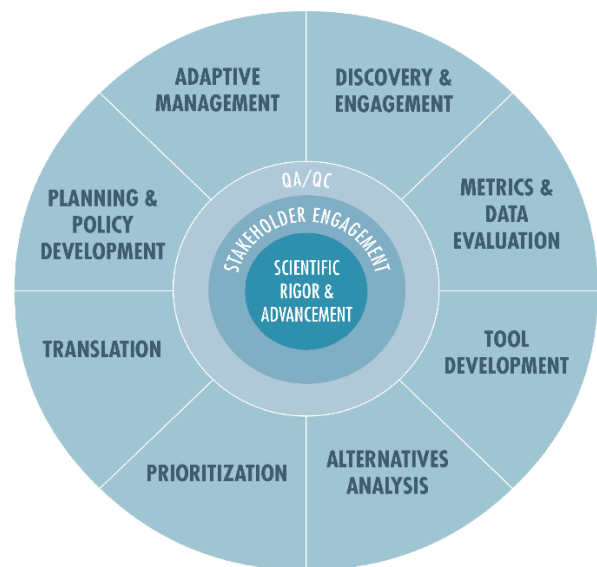 ADAPTIVE
MANAGEMENT
DISCOVERY &
ENGAGEMENT
METRICS &
DATA
EVALUATION
TOOL
DEVELOPMENT
ALTERNATIVES
ANALYSIS
PRIORITIZATION
TRANSLATION
PLANNING &
POLICY
DEVELOPMENT
QA/QC
STAKEHOLDER ENGAGEMENT
SCIENTIFIC
RIGOR &
ADVANCEMENT